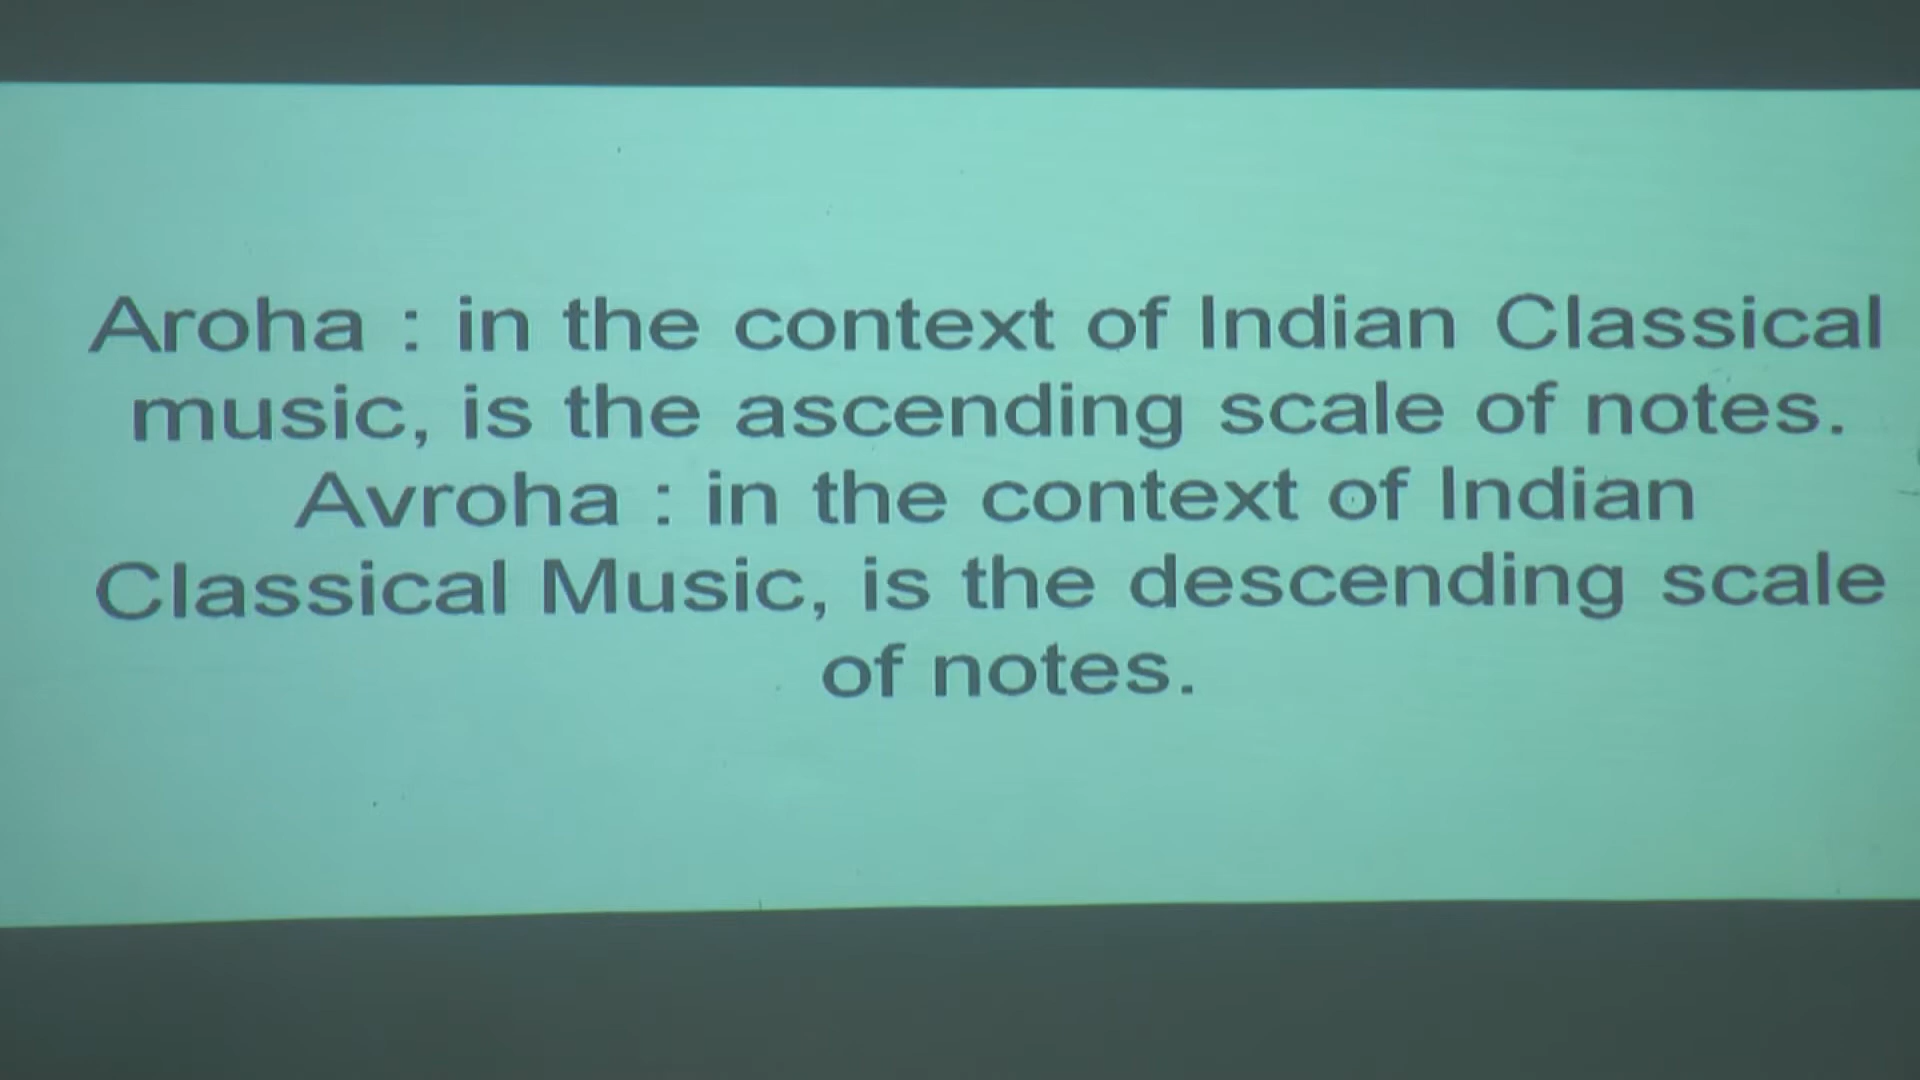 Aroha : in the context of Indian Classical
music, is the ascending scale of notes.
Avroha : in the context of Indian
Classical Music, is the descending scale
of notes.